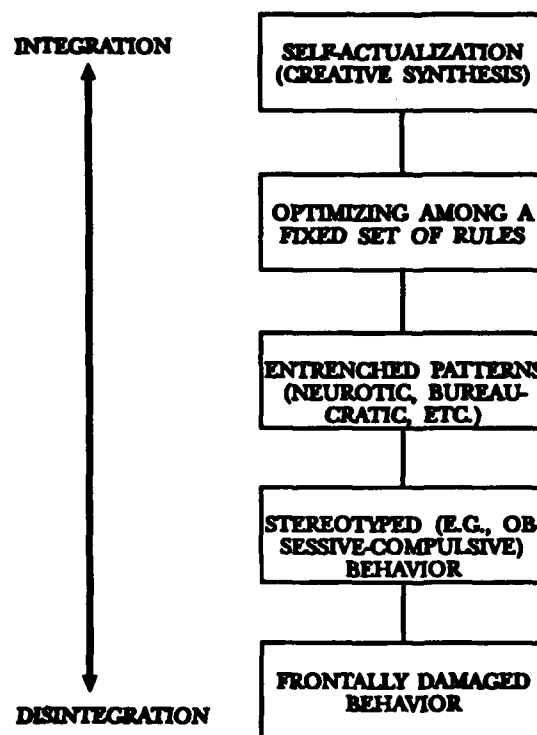 INTEGRATION
SELF-ACTUALIZATION
(CREATIVE SYNTHESIS)
OPTIMIZING AMONG A
FIXED SET OF RULES
ENTRENCHED PATTERNS
(NEUROTIC, BUREAU-
CRATIC, ETC.)
STEREOTYPED (E.G., OB
SESSIVE-COMPULSIVE)
BEHAVIOR
FRONTALLY DAMAGED
BEHAVIOR
DISINTEGRATION